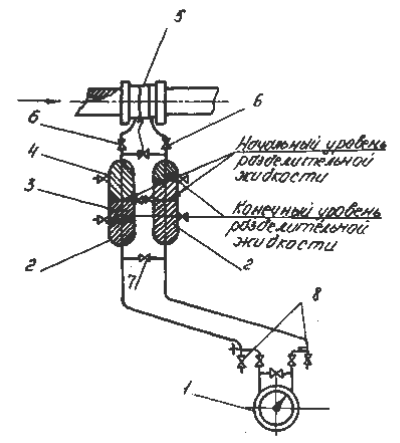 5
6 6
4
3
Начальный уровень
разделительной
жидкости
Конечный уровень
разделительной
жидкости
2 2
7
8
1